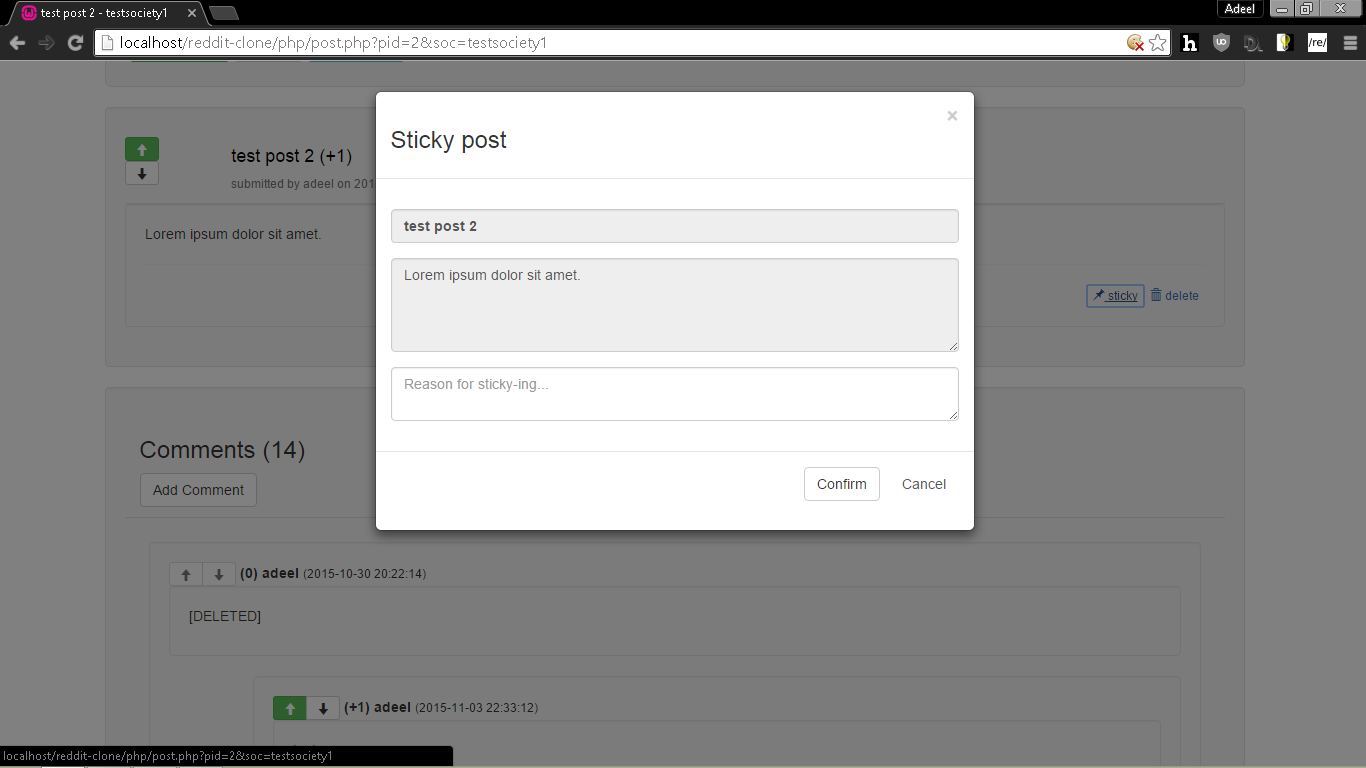 test post 2 - testsociety1
Adeel
localhost/reddit-clone/php/post.php?pid=2&soc=testsociety1
h
UD
/re/
×
Sticky post
test post 2 (+1)
submitted by adeel on 201
test post 2
Lorem ipsum dolor sit amet.
Lorem ipsum dolor sit amet.
sticky delete
Reason for sticky-ing...
Comments (14)
Add Comment
Confirm Cancel
(0) adeel (2015-10-30 20:22:14)
[DELETED]
(+1) adeel (2015-11-03 22:33:12)
localhost/reddit-clone/php/post.php?pid=2&soc=testsociety1